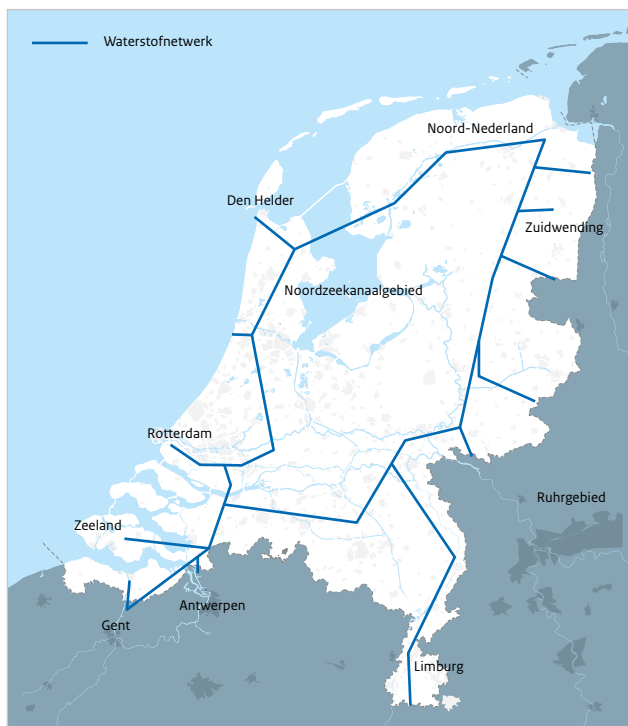 Waterstofnetwerk
Noord-Nederland
Den Helder
Zuidwending
Noordzeekanaalgebied
Rotterdam
Ruhrgebied
Zeeland
Antwerpen
Gent
Limburg